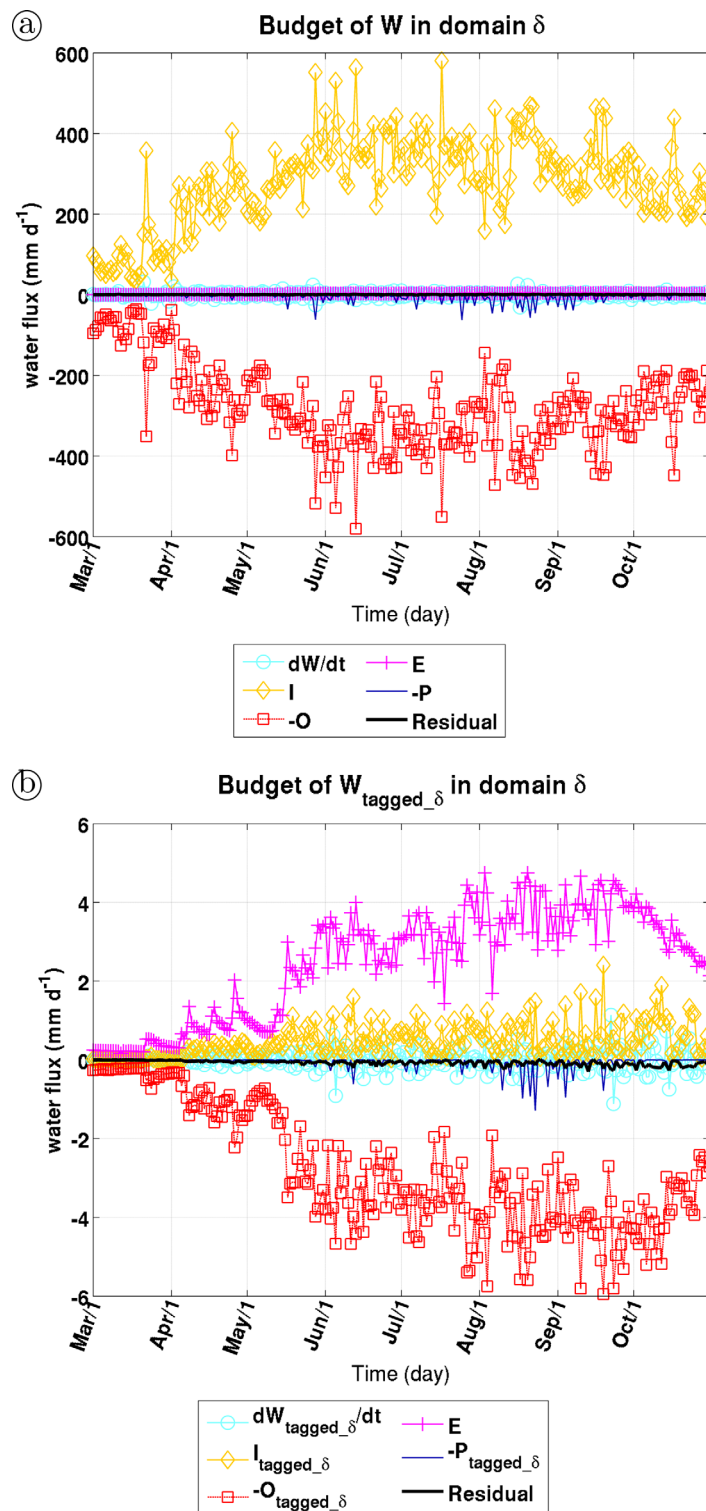 ⓐ Budget of W in domain δ
600
400
200
0
-200
-400
-600
water flux (mm d⁻¹)
Mar/1 Apr/1 May/1 Jun/1 Jul/1 Aug/1 Sep/1 Oct/1
Time (day)
dW/dt E
I -P
-O Residual
ⓑ Budget of W_tagged_δ in domain δ
6
4
2
0
-2
-4
-6
water flux (mm d⁻¹)
Mar/1 Apr/1 May/1 Jun/1 Jul/1 Aug/1 Sep/1 Oct/1
Time (day)
dW_tagged_δ/dt E
I_tagged_δ -P_tagged_δ
-O_tagged_δ Residual